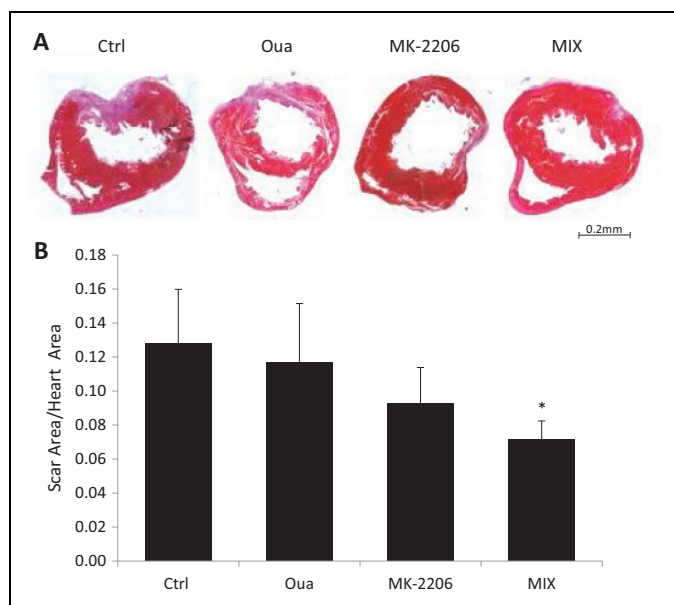 A
Ctrl Oua MK-2206 MIX
0.2mm
B
Scar Area/Heart Area
0.18
0.16
0.14
0.12
0.10
0.08
0.06
0.04
0.02
0.00
*
Ctrl Oua MK-2206 MIX